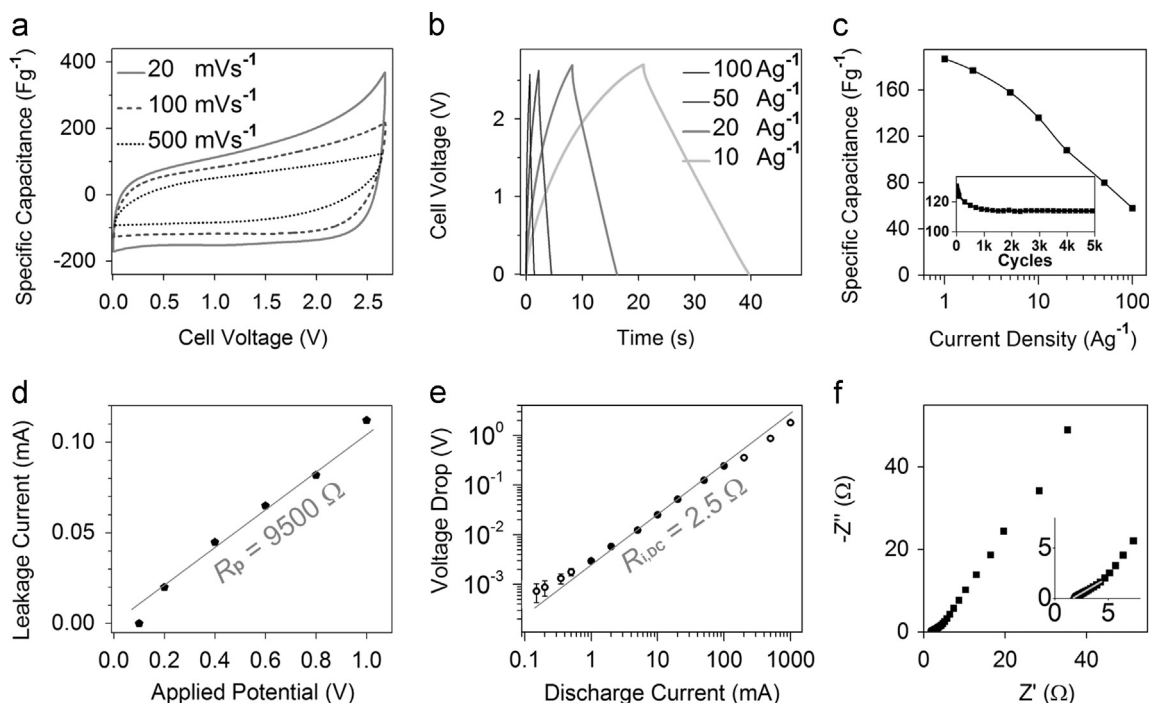 a
Specific Capacitance (Fg⁻¹)
400
200
0
-200
20 mVs⁻¹
100 mVs⁻¹
500 mVs⁻¹
0.0 0.5 1.0 1.5 2.0 2.5
Cell Voltage (V)
b
Cell Voltage (V)
2
1
0
100 Ag⁻¹
50 Ag⁻¹
20 Ag⁻¹
10 Ag⁻¹
0 10 20 30 40
Time (s)
c
Specific Capacitance (Fg⁻¹)
200
160
120
80
40
0
120
100
0 1k 2k 3k 4k 5k
Cycles
1 10 100
Current Density (Ag⁻¹)
d
Leakage Current (mA)
0.10
0.05
0.00
Rp = 9500 Ω
0.0 0.2 0.4 0.6 0.8 1.0
Applied Potential (V)
e
Voltage Drop (V)
10⁰
10⁻¹
10⁻²
10⁻³
Ri,DC = 2.5 Ω
0.1 1 10 100 1000
Discharge Current (mA)
f
-Z'' (Ω)
40
20
0
5
0
0 5
0 20 40
Z' (Ω)